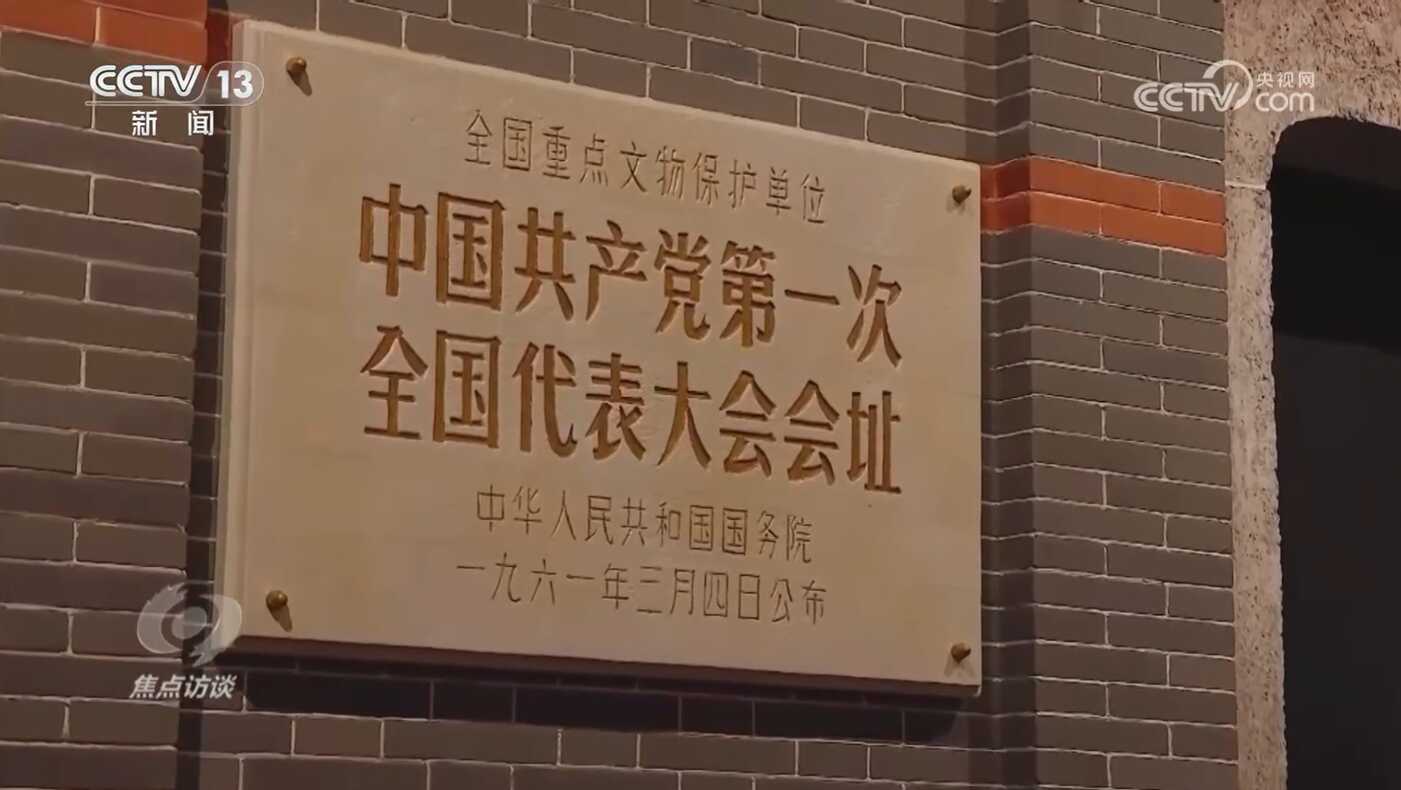 CCTV 13
新闻
央视网
CCTV com
全国重点文物保护单位
中国共产党第一次
全国代表大会会址
中华人民共和国国务院
一九六一年三月四日公布
焦点访谈